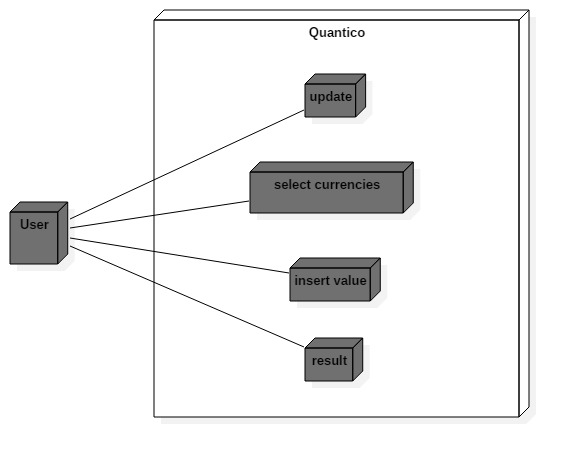 Quantico
update
select currencies
User
insert value
result